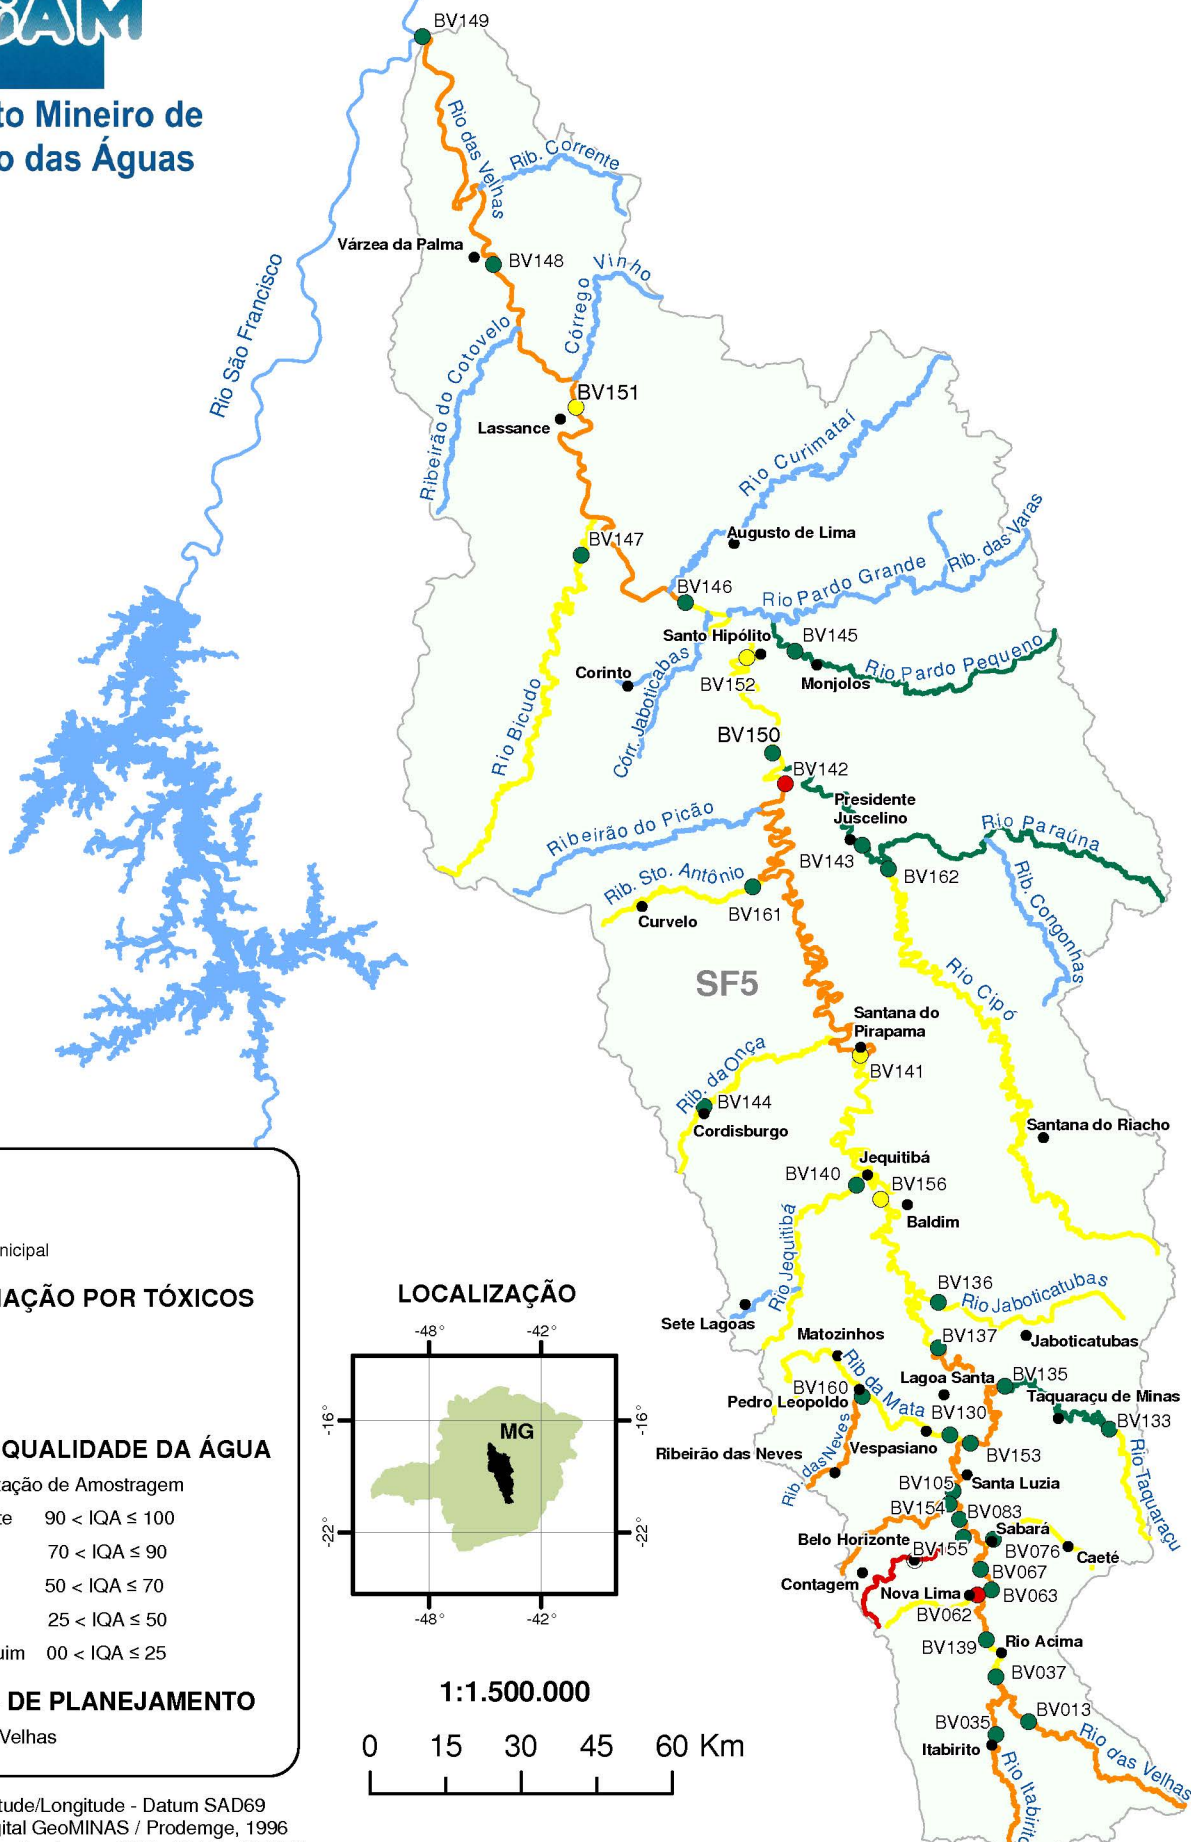 to Mineiro de
o das Águas
BV149
Rio das Velhas
Rib. Corrente
Várzea da Palma
BV148
Rio São Francisco
Ribeirão do Cotovelo
Córrego Vinho
BV151
Lassance
Rio Curimataí
Augusto de Lima
BV147
BV146
Rio Pardo Grande
Rib. das Varas
Santo Hipólito
BV145
Monjolos
Rio Pardo Pequeno
BV152
Corinto
Córr. Jaboticabas
Rio Bicudo
BV150
BV142
Presidente
Juscelino
BV143
BV162
Rio Paraúna
Rib. Congonhas
Ribeirão do Picão
Rib. Sto. Antônio
BV161
Curvelo
SF5
Rio Cipó
Santana do
Pirapama
BV141
Rib. da Onça
BV144
Cordisburgo
Santana do Riacho
Jequitibá
BV140
BV156
Baldim
Rio Jequitibá
Sete Lagoas
BV136
Rio Jaboticatubas
BV137
Jaboticatubas
Matozinhos
Rib da Mata
Lagoa Santa
BV135
Taquaraçu de Minas
BV160
Pedro Leopoldo
BV130
BV133
Vespasiano
BV153
Ribeirão das Neves
Rib. das Neves
Rio Taquaraçu
BV105
Santa Luzia
BV154
BV083
Sabará
Belo Horizonte
BV155
BV076
Caeté
BV067
Contagem
Nova Lima
BV063
BV062
BV139
Rio Acima
BV037
BV035
BV013
Itabirito
Rio Itabirito
Rio das Velhas
nicipal
IAÇÃO POR TÓXICOS
QUALIDADE DA ÁGUA
tação de Amostragem
te 90 < IQA ≤ 100
70 < IQA ≤ 90
50 < IQA ≤ 70
25 < IQA ≤ 50
uim 00 < IQA ≤ 25
DE PLANEJAMENTO
Velhas
LOCALIZAÇÃO
-48° -42°
-16° -16°
MG
-22° -22°
-48° -42°
1:1.500.000
0 15 30 45 60 Km
tude/Longitude - Datum SAD69
gital GeoMINAS / Prodemge, 1996